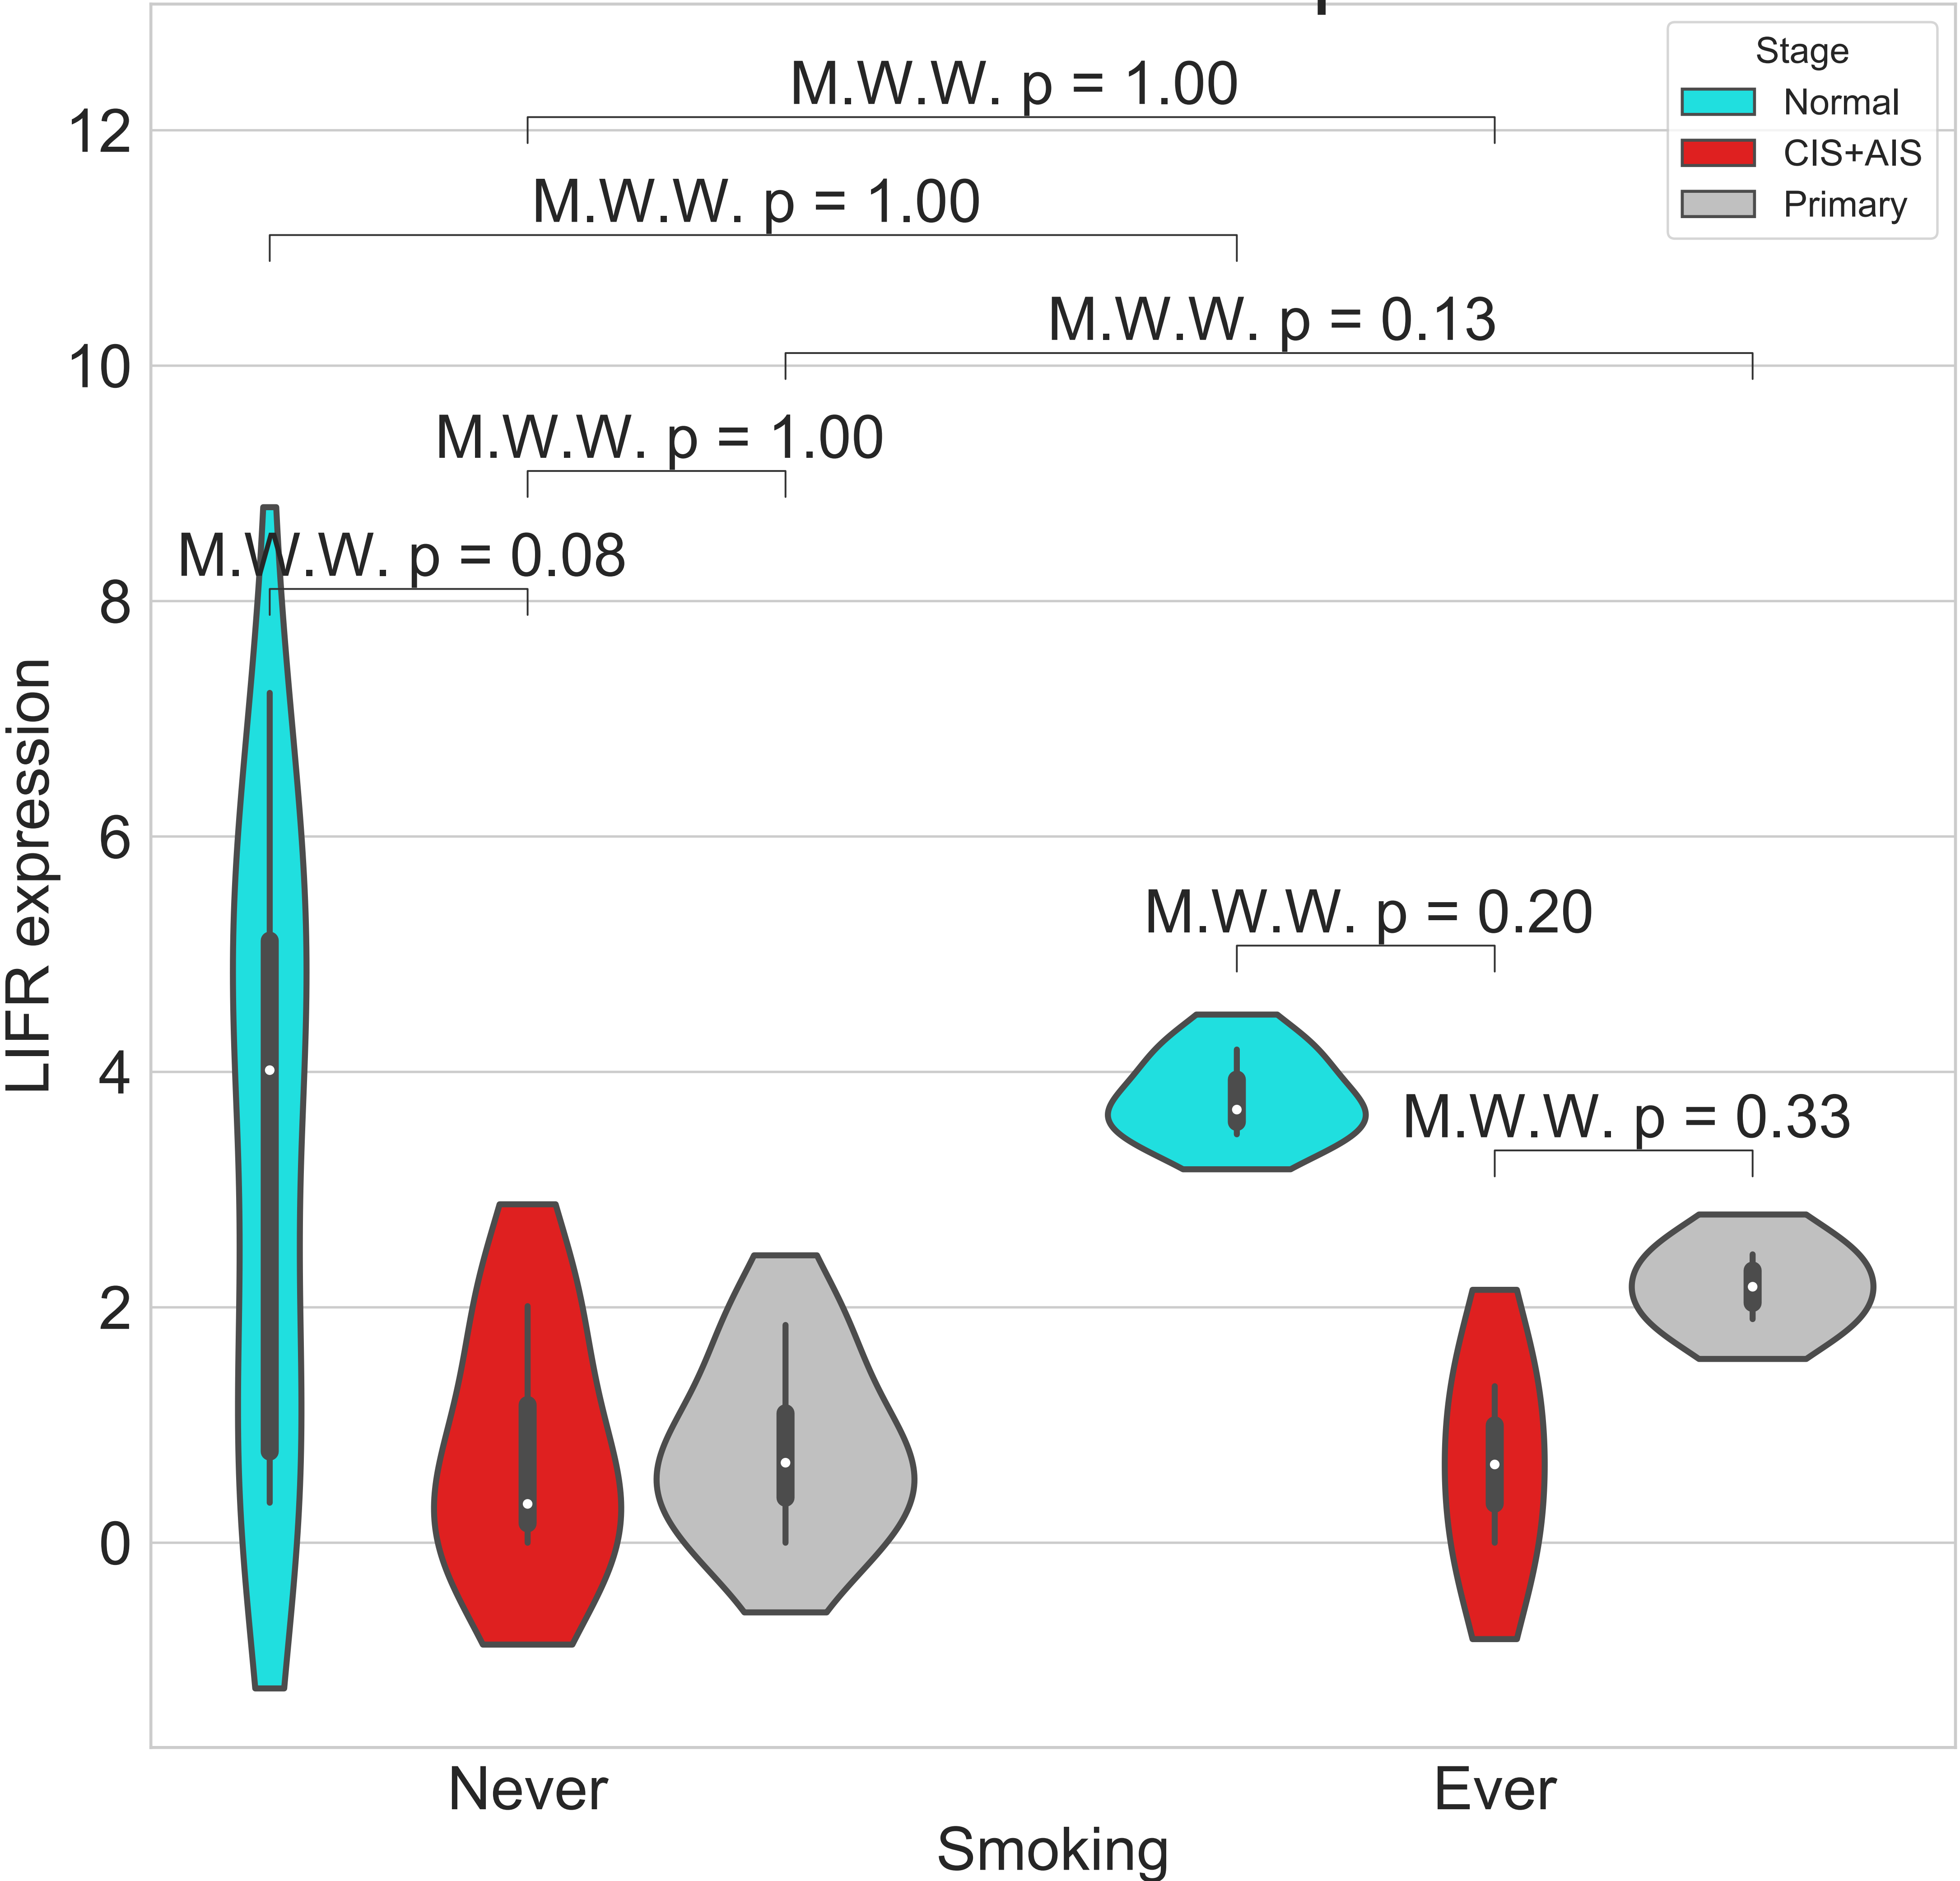 Stage
Normal
CIS+AIS
Primary
M.W.W. p = 1.00
M.W.W. p = 1.00
M.W.W. p = 0.13
M.W.W. p = 1.00
M.W.W. p = 0.08
M.W.W. p = 0.20
M.W.W. p = 0.33
12
10
8
6
4
2
0
LIFR expression
Never
Ever
Smoking